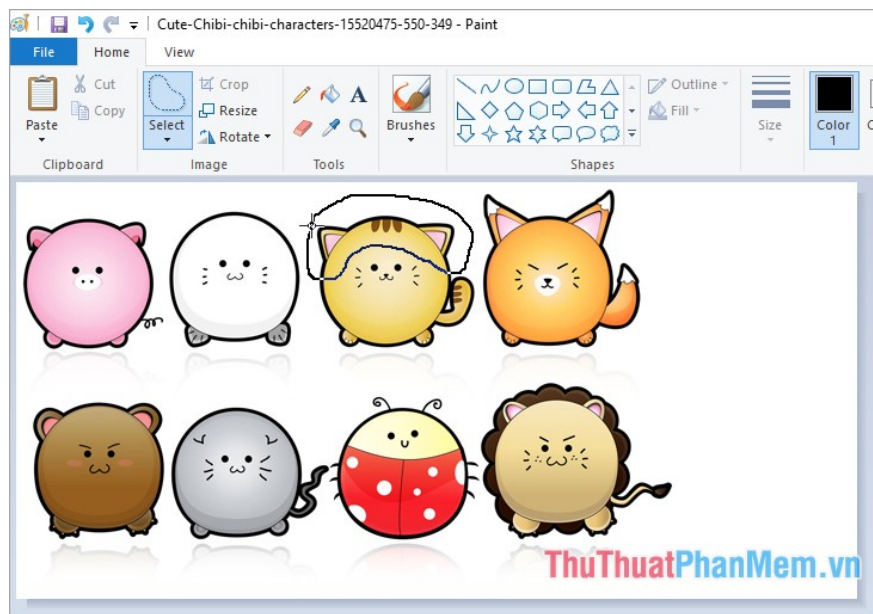 Cute-Chibi-chibi-characters-15520475-550-349 - Paint
File Home View
Paste
Cut
Copy
Clipboard
Select
Crop
Resize
Rotate
Image
A
Tools
Brushes
Outline
Fill
Shapes
Size
Color
1
ThuThuatPhanMem.vn